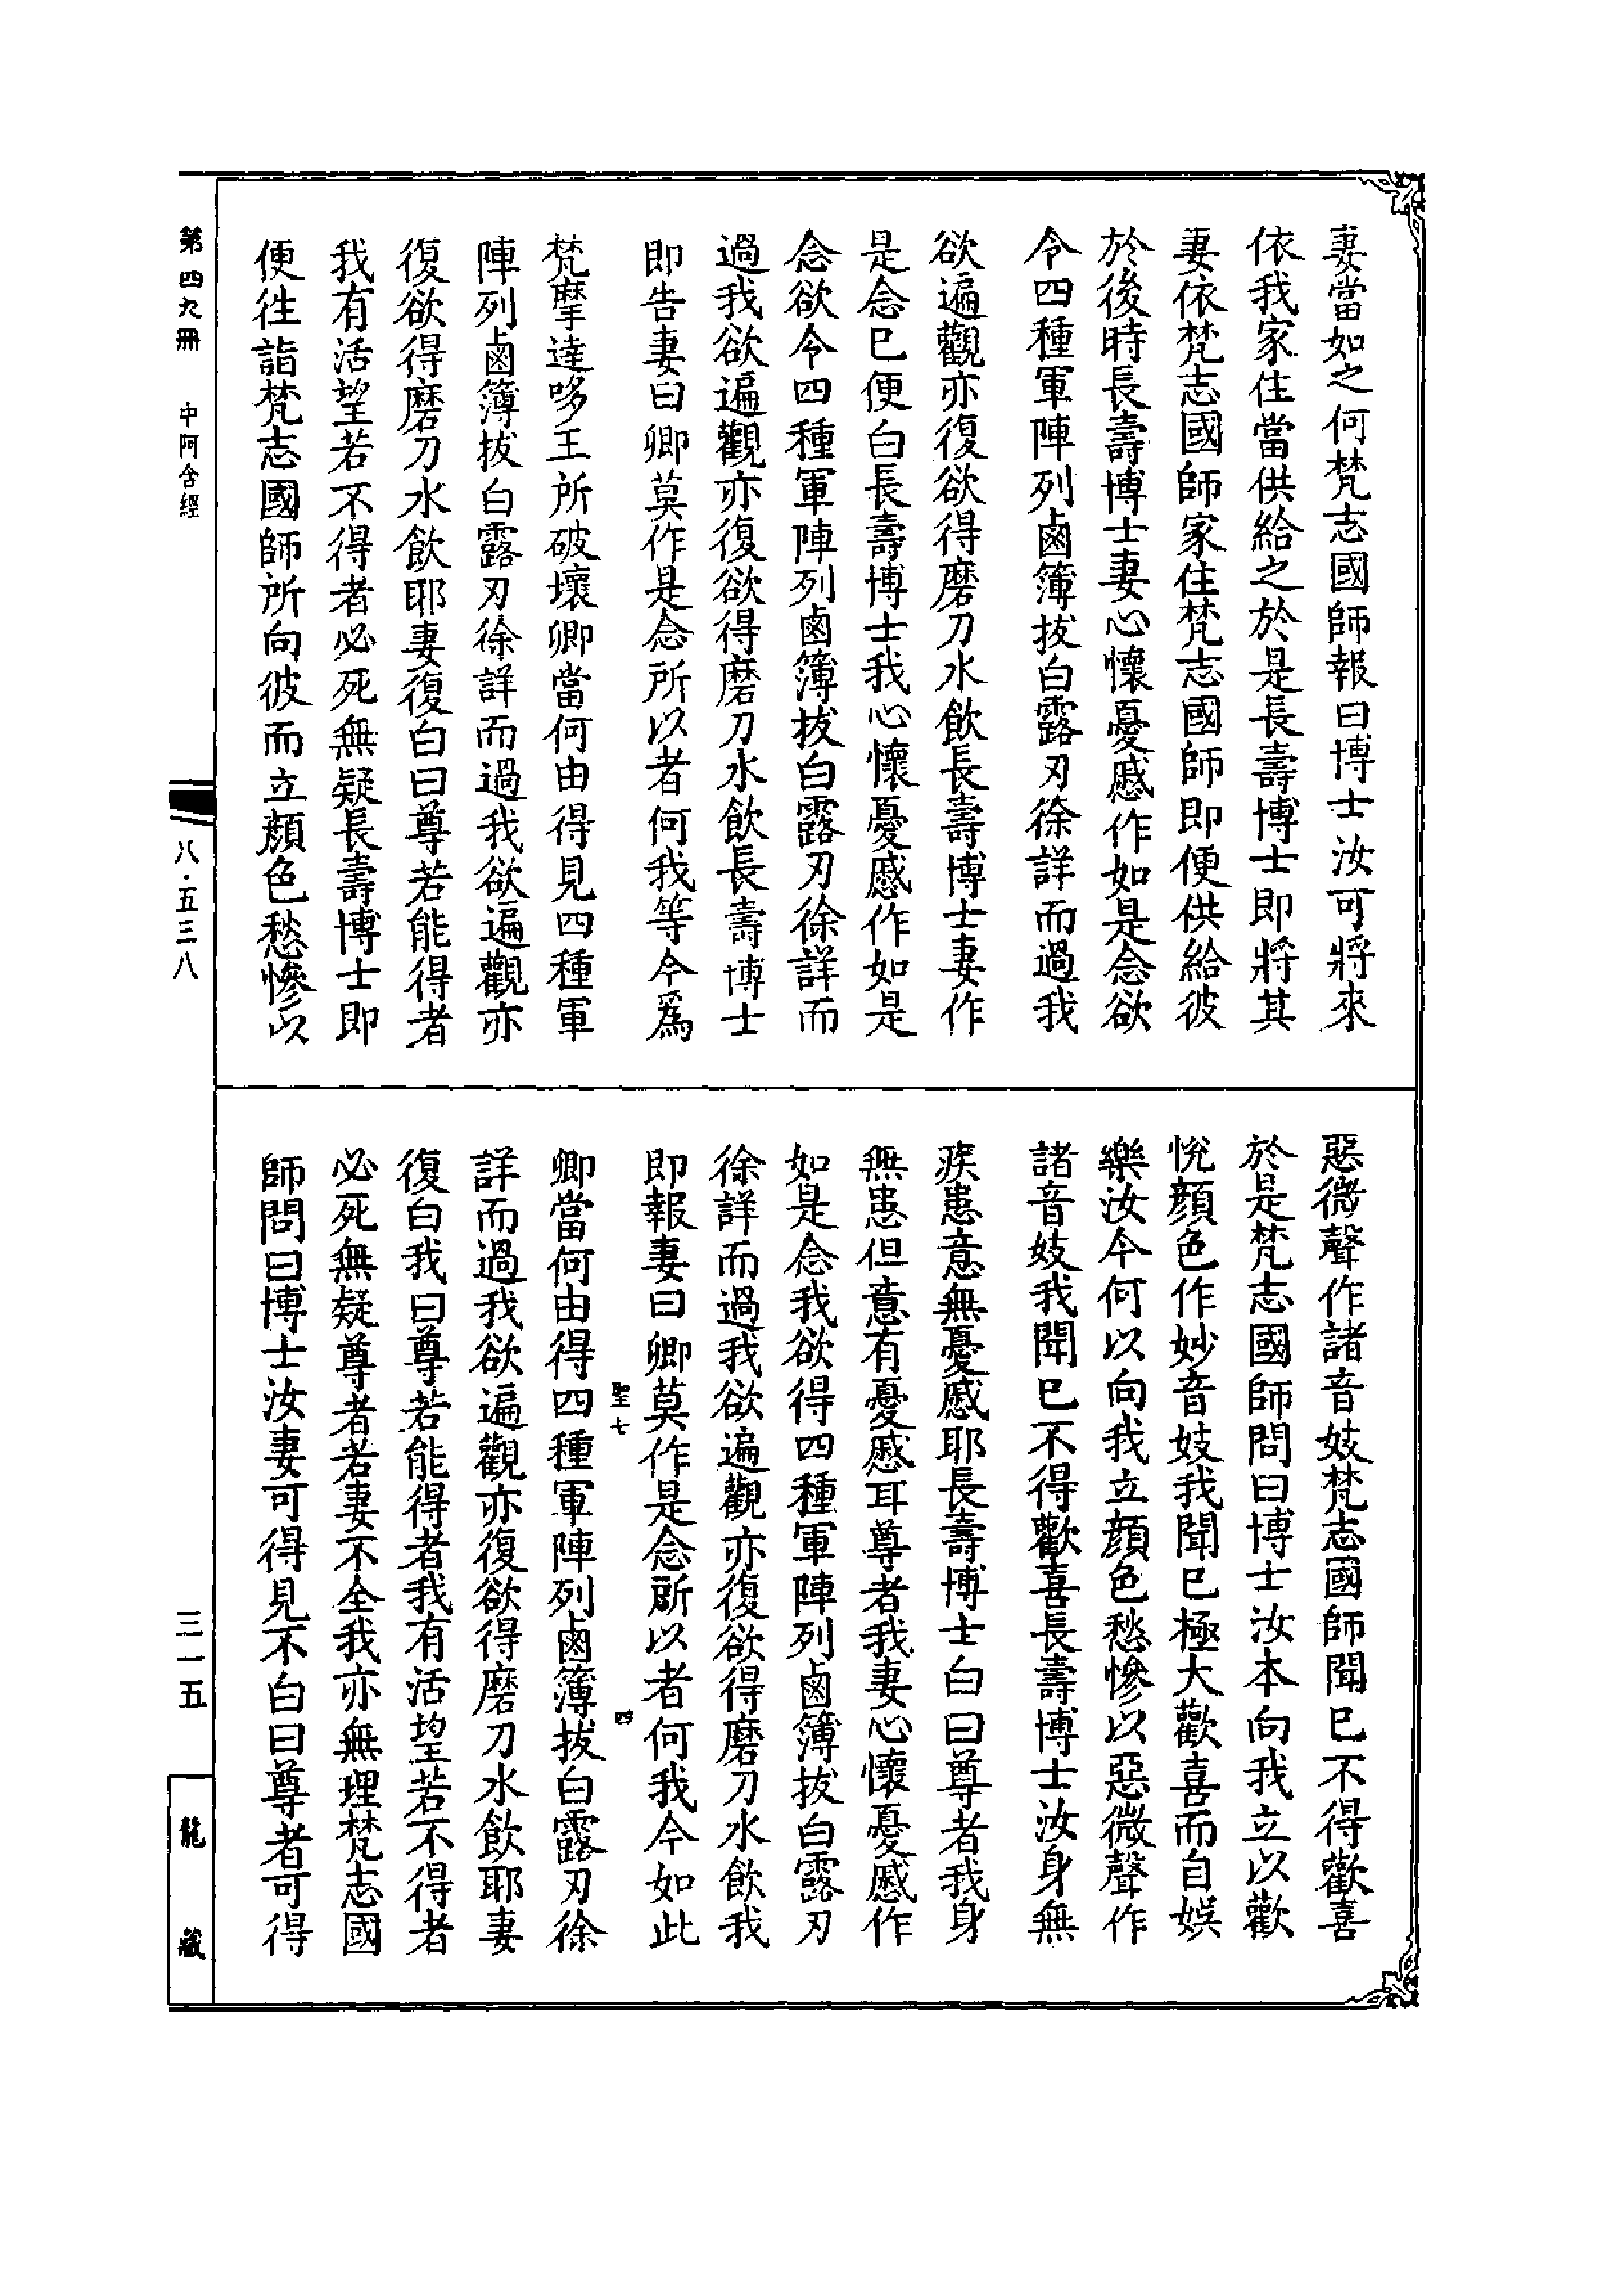 妻當如之何梵志國師報曰博士汝可將來
依我家住當供給之於是長壽博士即將其
妻依梵志國師家住梵志國師即便供給彼
於後時長壽博士妻心懷憂慼作如是念欲
令四種軍陣列鹵簿拔白露刃徐詳而過我
欲遍觀亦復欲得磨刀水飲長壽博士妻作
是念已便白長壽博士我心懷憂慼作如是
念欲令四種軍陣列鹵簿拔白露刃徐詳而
過我欲遍觀亦復欲得磨刀水飲長壽博士
即告妻曰卿莫作是念所以者何我等今爲
梵摩達哆王所破壞卿當何由得見四種軍
陣列鹵簿拔白露刃徐詳而過我欲遍觀亦
復欲得磨刀水飲耶妻復白曰尊若能得者
我有活望若不得者必死無疑長壽博士即
便往詣梵志國師所向彼而立顏色愁慘以
惡微聲作諸音妓梵志國師聞已不得歡喜
於是梵志國師問曰博士汝本向我立以歡
悅顏色作妙音妓我聞已極大歡喜而自娛
樂汝今何以向我立顏色愁慘以惡微聲作
諸音妓我聞已不得歡喜長壽博士汝身無
疾患意無憂慼耶長壽博士白曰尊者我身
無患但意有憂慼耳尊者我妻心懷憂慼作
如是念我欲得四種軍陣列鹵簿拔白露刃
徐詳而過我欲遍觀亦復欲得磨刀水飲我
即報妻曰卿莫作是念所以者何我今如此
聖七 四
卿當何由得四種軍陣列鹵簿拔白露刃徐
詳而過我欲遍觀亦復欲得磨刀水飲耶妻
復白我曰尊若能得者我有活望若不得者
必死無疑尊者若妻不全我亦無理梵志國
師問曰博士汝妻可得見不白曰尊者可得
第四九冊 中阿含經
八·五三八
三一五
龍藏